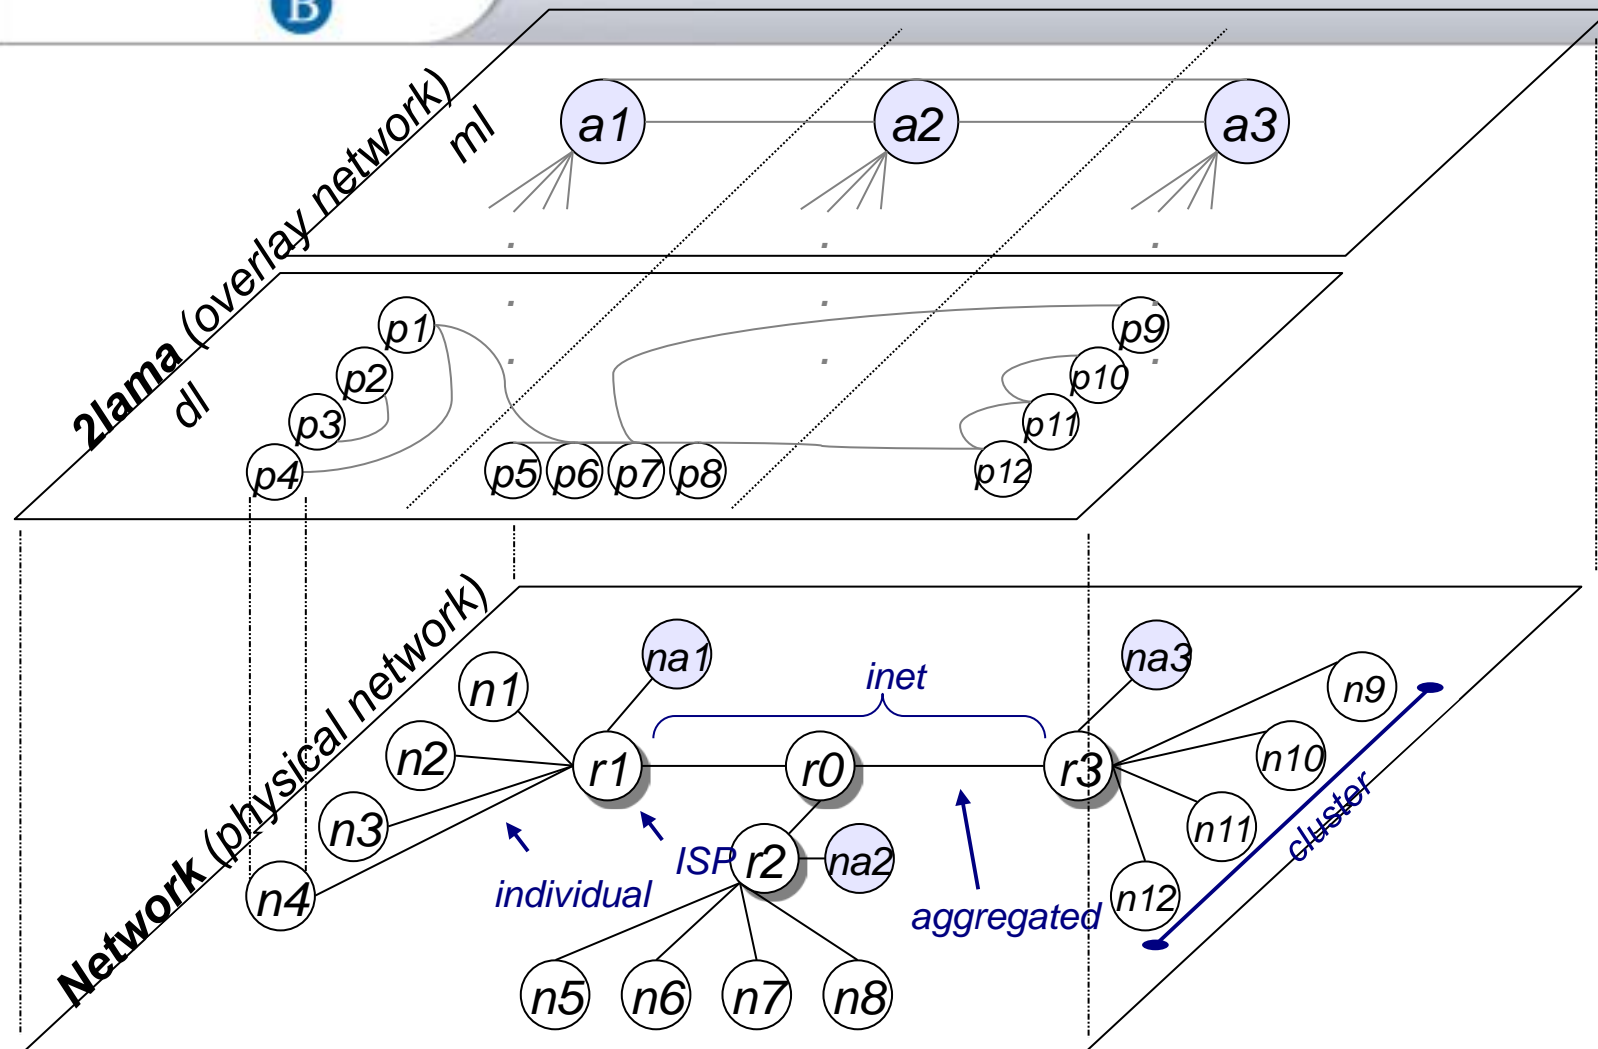 B
2lama (overlay network)
ml
a1
a2
a3
dl
p1
p2
p3
p4
p5
p6
p7
p8
p9
p10
p11
p12
Network (physical network)
na1
na3
inet
n1
n2
n3
n4
r1
r0
r3
n9
n10
n11
n12
cluster
ISP
r2
na2
individual
aggregated
n5
n6
n7
n8